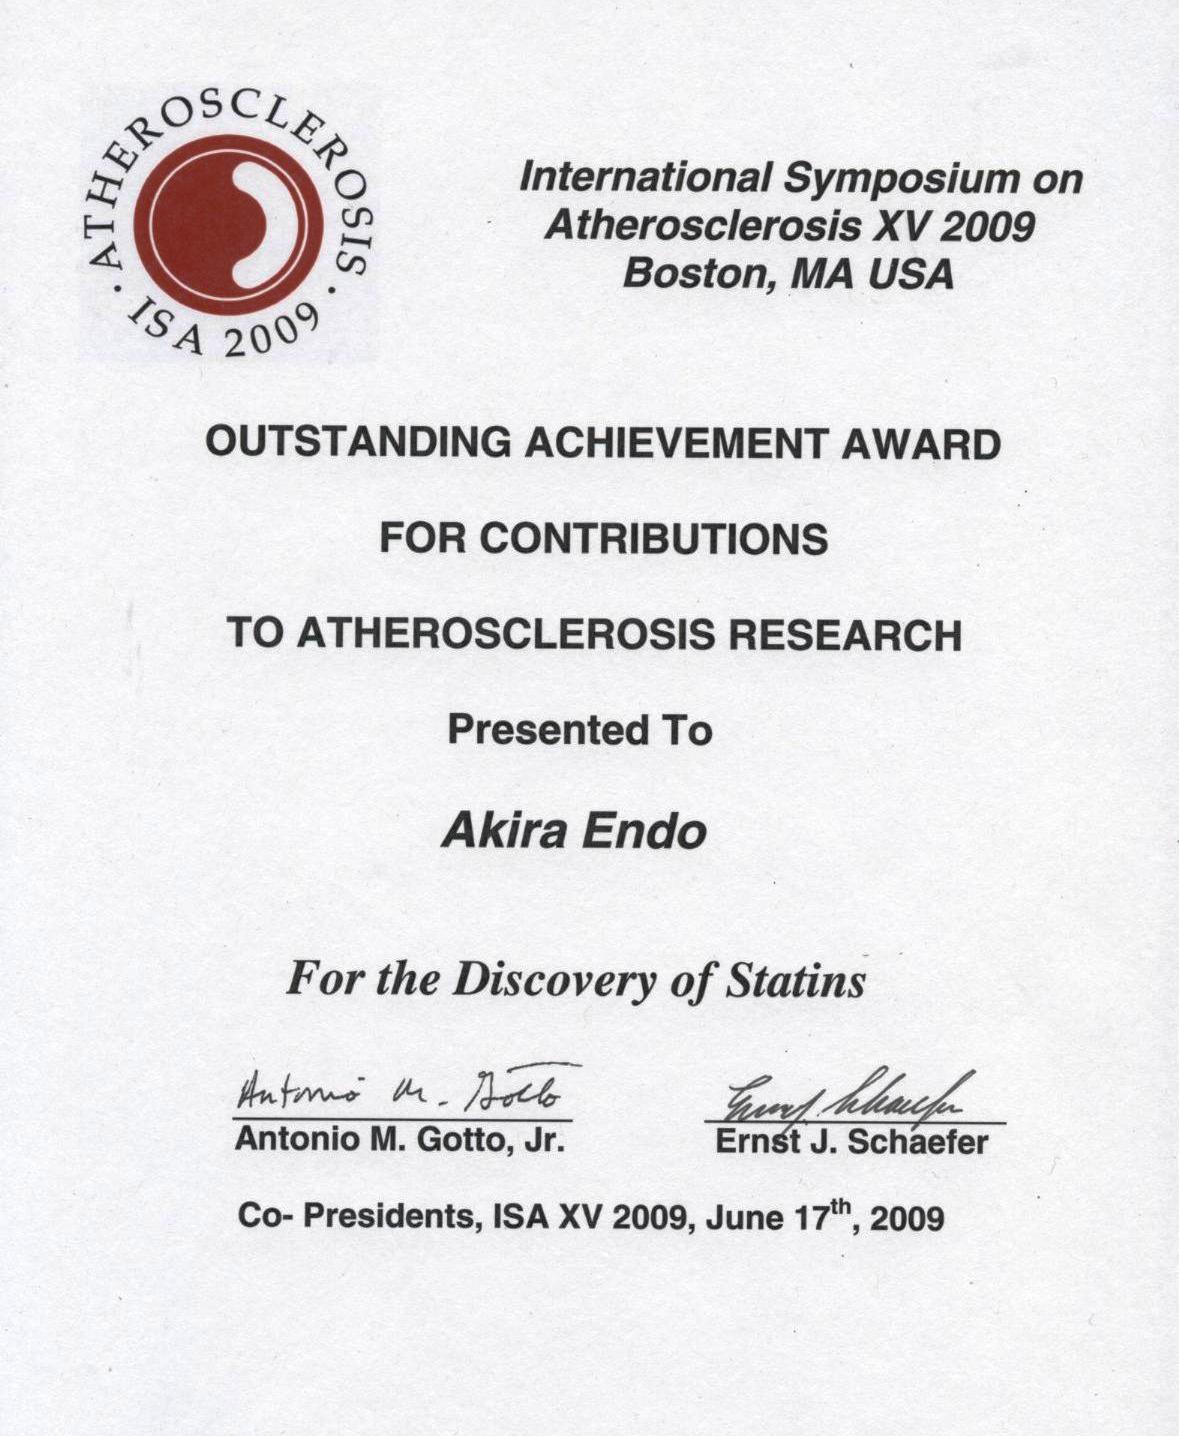 ATHEROSCLEROSIS
· ISA 2009 ·
International Symposium on
Atherosclerosis XV 2009
Boston, MA USA
OUTSTANDING ACHIEVEMENT AWARD
FOR CONTRIBUTIONS
TO ATHEROSCLEROSIS RESEARCH
Presented To
Akira Endo
For the Discovery of Statins
Antonio M. Gotto
Ernst Schaefer
Antonio M. Gotto, Jr.
Ernst J. Schaefer
Co- Presidents, ISA XV 2009, June 17th, 2009